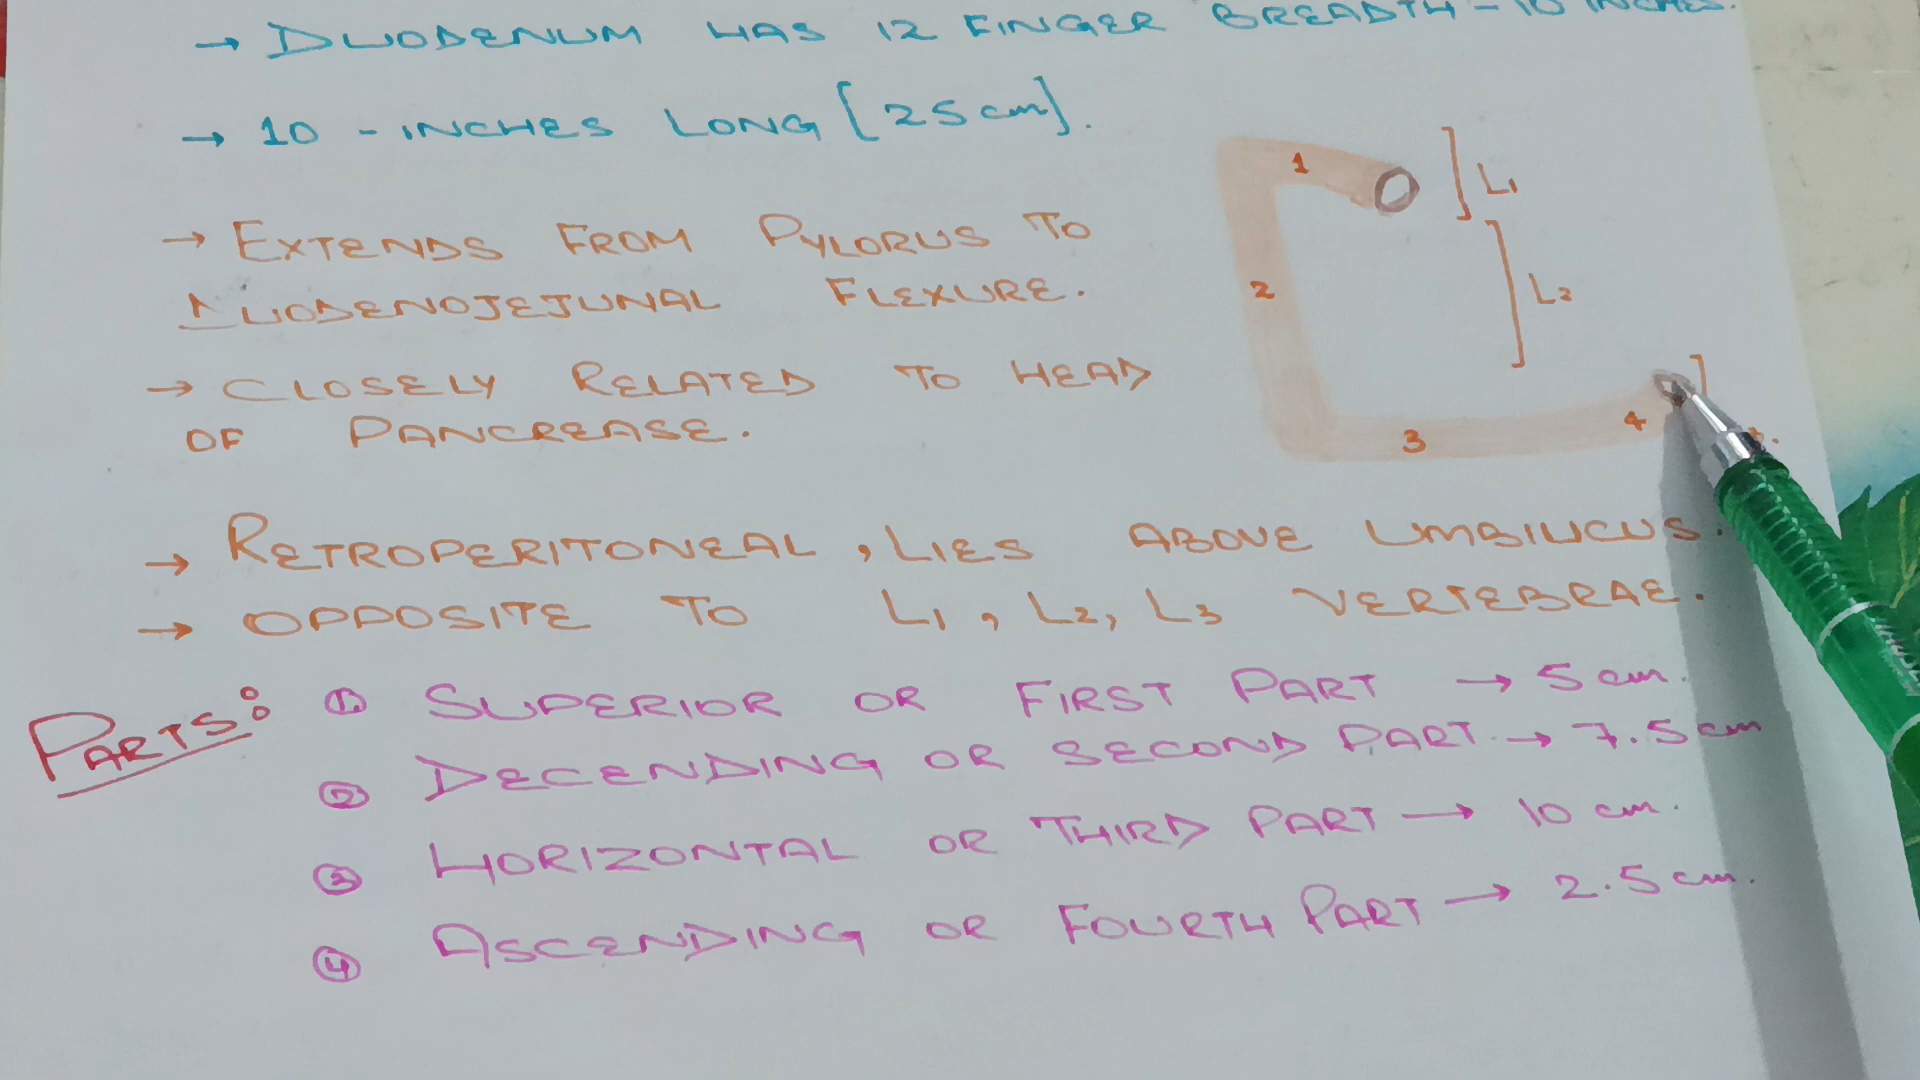 → DUODENUM HAS 12 FINGER BREADTH - 10 INCHES.
→ 10 - INCHES LONG [25 cm].
→ EXTENDS FROM PYLORUS TO
DUODENOJEJUNAL FLEXURE.
→ CLOSELY RELATED TO HEAD
OF PANCREASE.
1
L1
2
L2
3
4
→ RETROPERITONEAL, LIES ABOVE UMBILICUS.
→ OPPOSITE TO L1, L2, L3 VERTEBRAE.
PARTS:
① SUPERIOR OR FIRST PART → 5 cm.
② DECENDING OR SECOND PART → 7.5 cm
③ HORIZONTAL OR THIRD PART → 10 cm.
④ ASCENDING OR FOURTH PART → 2.5 cm.